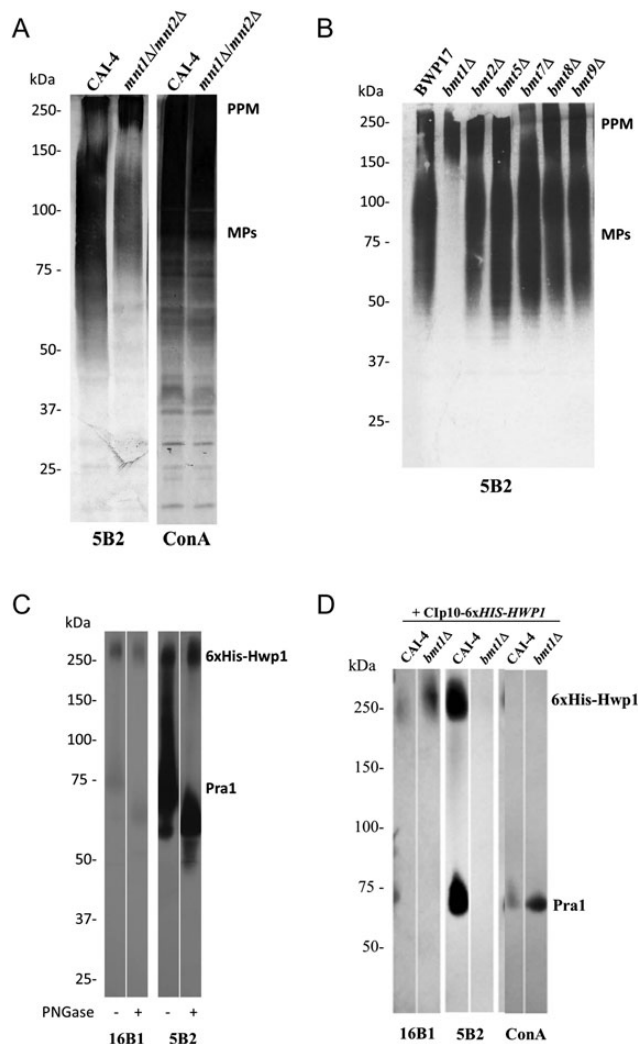 A
CAI-4
mnt1Δ/mnt2Δ
CAI-4
mnt1Δ/mnt2Δ
kDa
250-
150-
100-
75 -
50-
37-
25-
PPM
MPs
5B2
ConA
B
BWP17
bmt1Δ
bmt2Δ
bmt5Δ
bmt7Δ
bmt8Δ
bmt9Δ
kDa
250-
150-
100-
75 -
50-
37-
25-
PPM
MPs
5B2
C
kDa
250-
150-
100-
75 -
50-
37-
25-
6xHis-Hwp1
Pra1
PNGase - + - +
16B1 5B2
D
+ CIp10-6xHIS-HWP1
CAI-4
bmt1Δ
CAI-4
bmt1Δ
CAI-4
bmt1Δ
kDa
250-
150-
100-
75-
50-
6xHis-Hwp1
Pra1
16B1 5B2 ConA